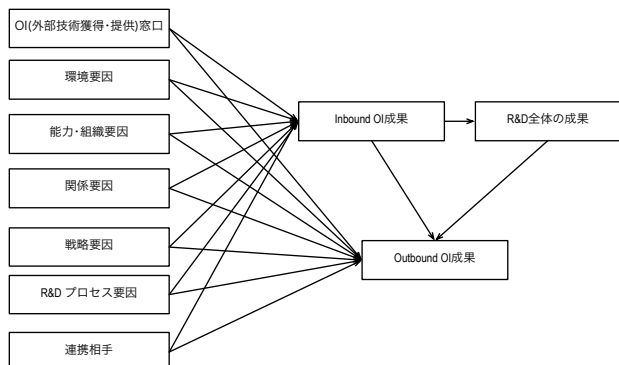 OI(外部技術獲得･提供)窓口
環境要因
能力･組織要因
関係要因
戦略要因
R&D プロセス要因
連携相手
Inbound OI成果
R&D全体の成果
Outbound OI成果